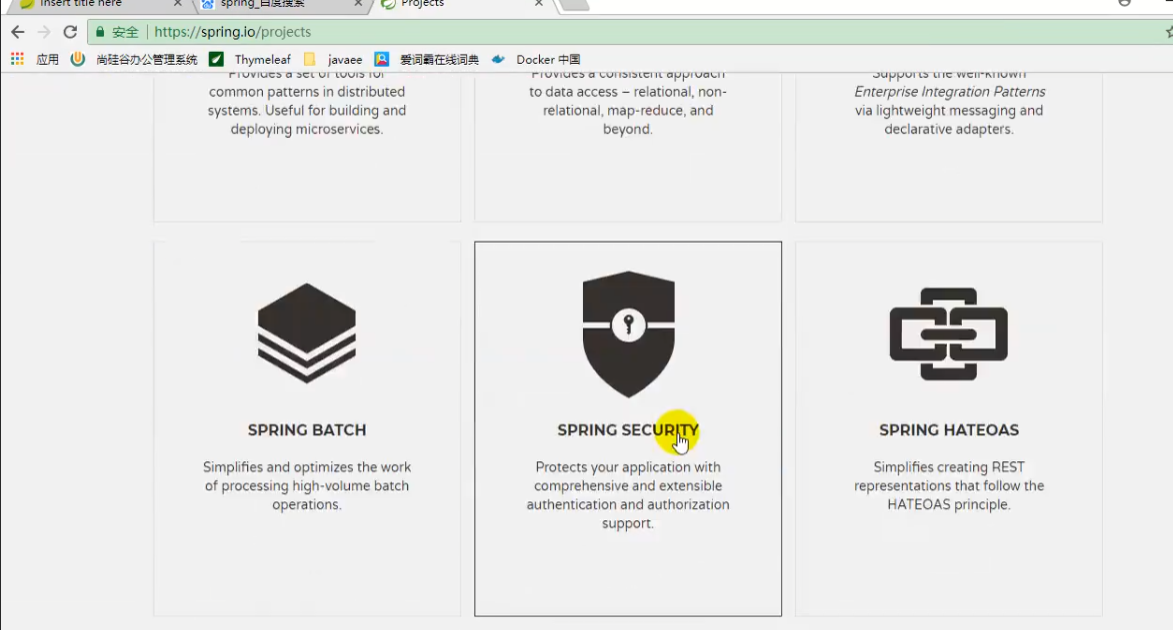 Insert title here
spring_百度搜索
Projects
安全
https://spring.io/projects
应用
尚硅谷办公管理系统
Thymeleaf
javaee
爱词霸在线词典
Docker 中国
Provides a set of tools for
common patterns in distributed
systems. Useful for building and
deploying microservices.
Provides a consistent approach
to data access – relational, non-
relational, map-reduce, and
beyond.
Supports the well-known
Enterprise Integration Patterns
via lightweight messaging and
declarative adapters.
SPRING BATCH
Simplifies and optimizes the work
of processing high-volume batch
operations.
SPRING SECURITY
Protects your application with
comprehensive and extensible
authentication and authorization
support.
SPRING HATEOAS
Simplifies creating REST
representations that follow the
HATEOAS principle.